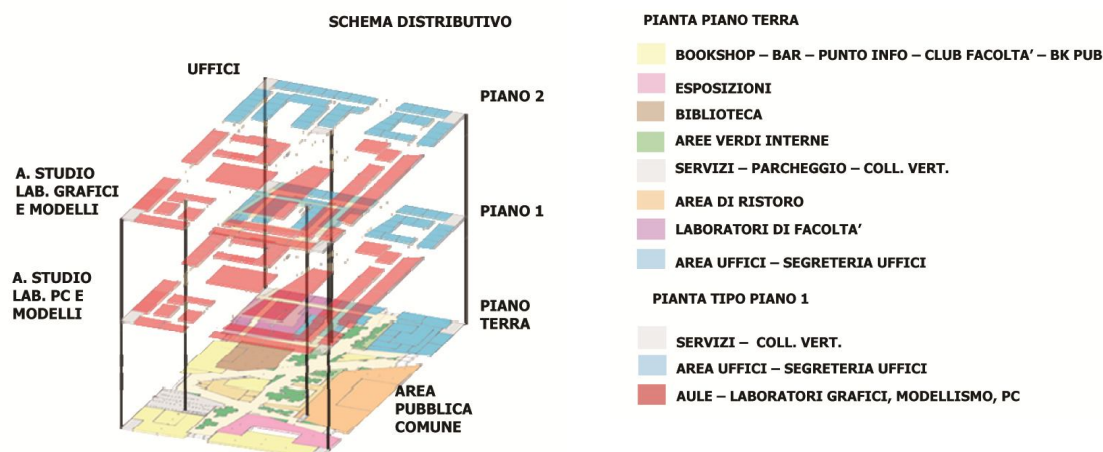 SCHEMA DISTRIBUTIVO
UFFICI
PIANO 2
A. STUDIO
LAB. GRAFICI
E MODELLI
PIANO 1
A. STUDIO
LAB. PC E
MODELLI
PIANO
TERRA
AREA
PUBBLICA
COMUNE
PIANTA PIANO TERRA
BOOKSHOP – BAR – PUNTO INFO – CLUB FACOLTA’ – BK PUB
ESPOSIZIONI
BIBLIOTECA
AREE VERDI INTERNE
SERVIZI – PARCHEGGIO – COLL. VERT.
AREA DI RISTORO
LABORATORI DI FACOLTA’
AREA UFFICI – SEGRETERIA UFFICI
PIANTA TIPO PIANO 1
SERVIZI – COLL. VERT.
AREA UFFICI – SEGRETERIA UFFICI
AULE – LABORATORI GRAFICI, MODELLISMO, PC